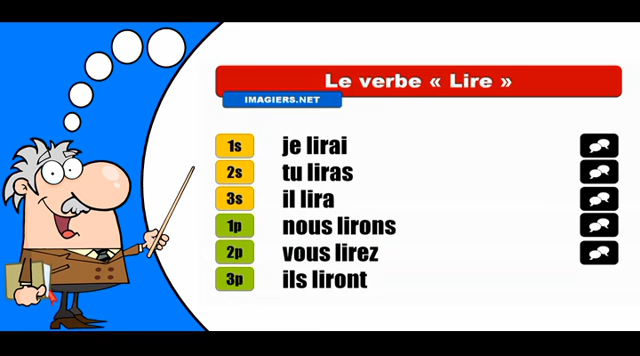 Le verbe « Lire »
IMAGIERS.NET
1s je lirai
2s tu liras
3s il lira
1p nous lirons
2p vous lirez
3p ils liront